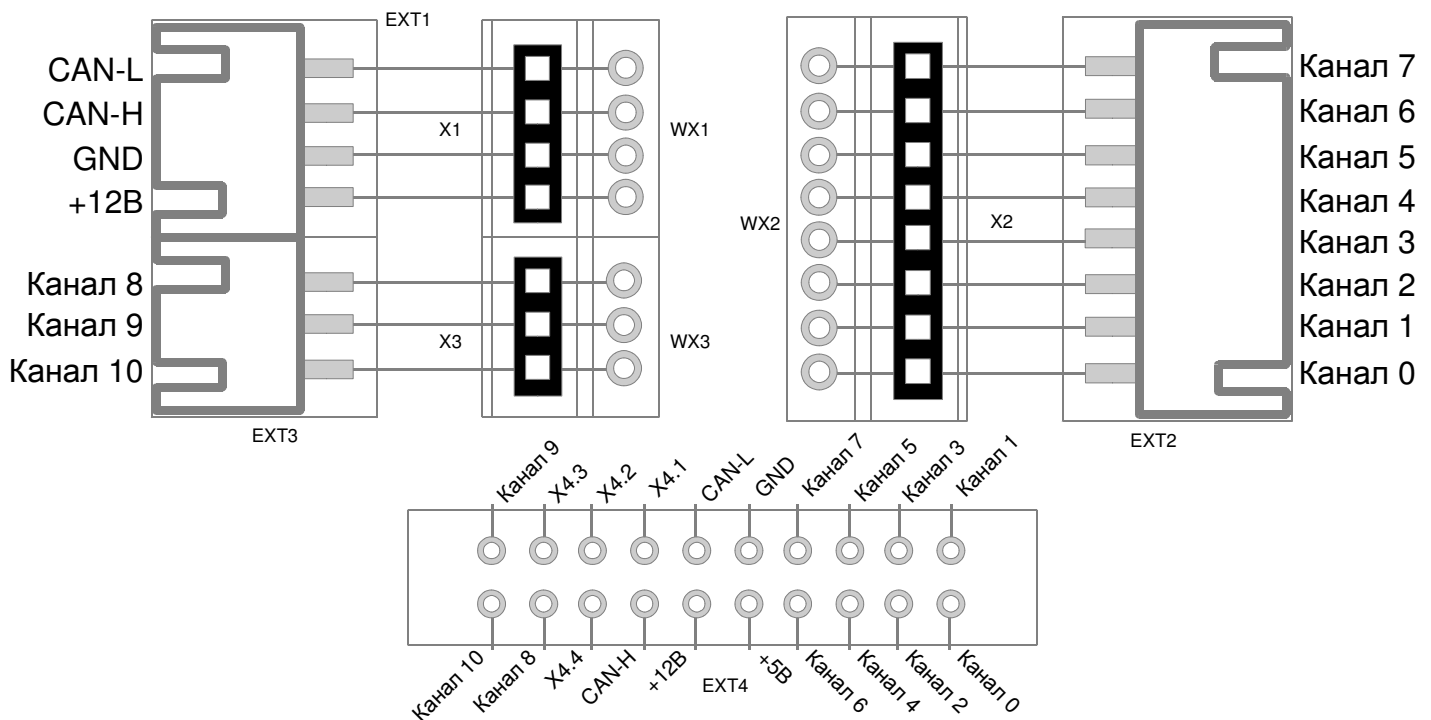 EXT1
CAN-L
CAN-H
GND
+12В
X1
WX1
Канал 8
Канал 9
Канал 10
X3
WX3
EXT3
WX2
X2
Канал 7
Канал 6
Канал 5
Канал 4
Канал 3
Канал 2
Канал 1
Канал 0
EXT2
Канал 9
X4.3
X4.2
X4.1
CAN-L
GND
Канал 7
Канал 5
Канал 3
Канал 1
Канал 10
Канал 8
X4.4
CAN-H
+12В
EXT4
+5В
Канал 6
Канал 4
Канал 2
Канал 0